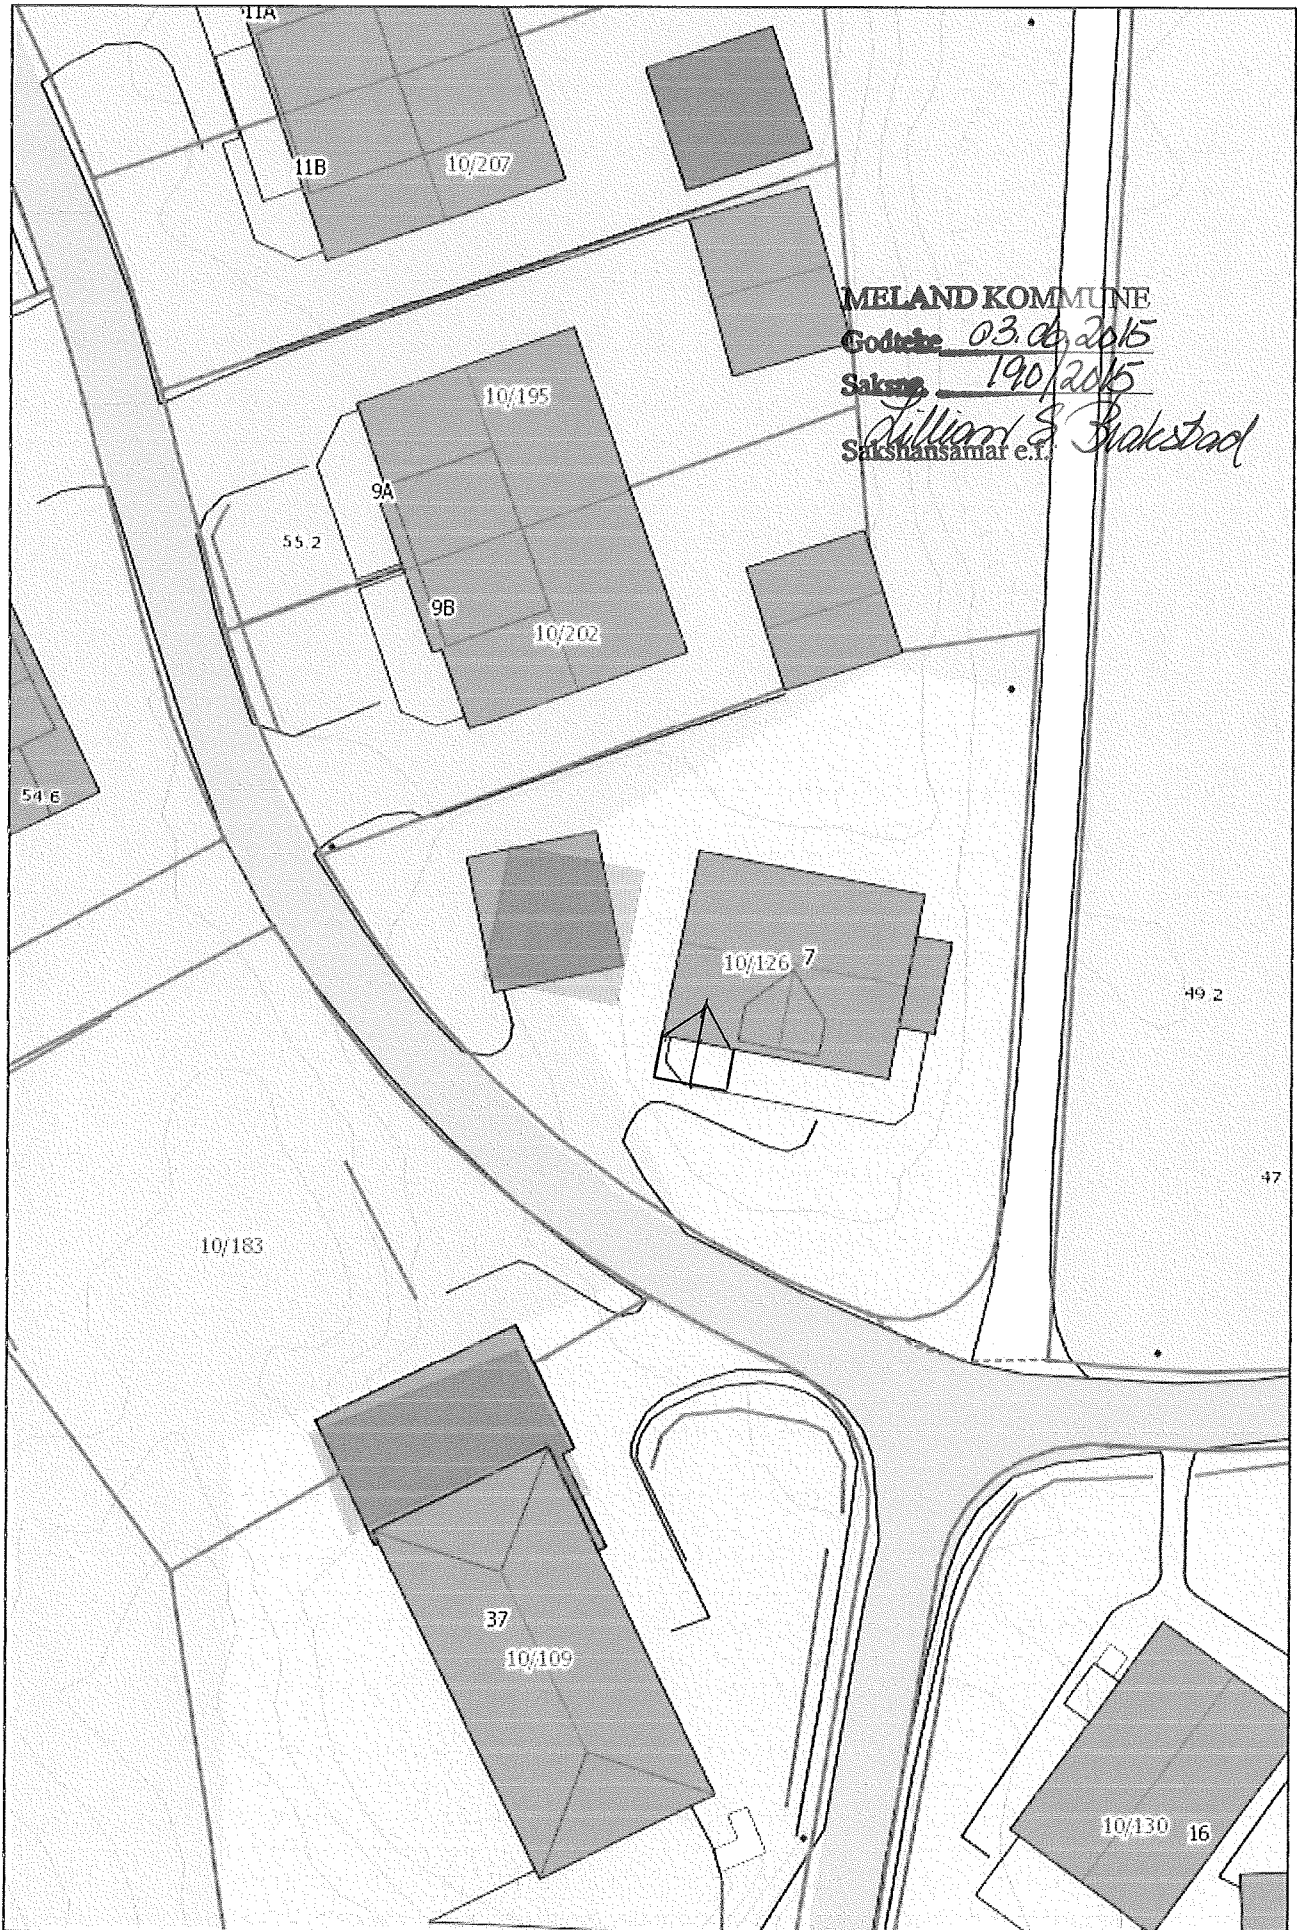 11A
11B
10/207
MELAND KOMMUNE
Godteke 03.06.2015
Saksnr. 190/2015
Lillian S Brakstad
Sakshansamar e.f.
10/195
9A
55.2
9B
10/202
54.6
10/126 7
49.2
47
10/183
37
10/109
10/130 16